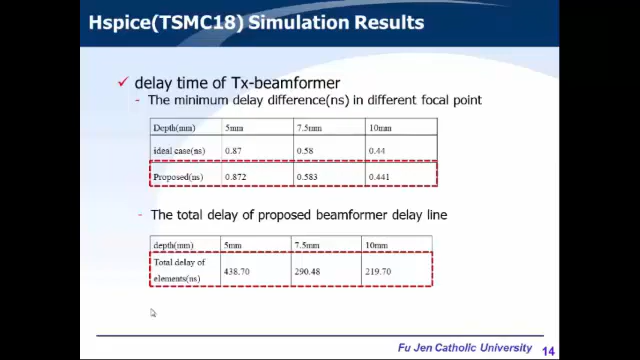 Hspice(TSMC18) Simulation Results
✓ delay time of Tx-beamformer
- The minimum delay difference(ns) in different focal point
Depth(mm) 5mm 7.5mm 10mm
ideal case(ns) 0.87 0.58 0.44
Proposed(ns) 0.872 0.583 0.441
- The total delay of proposed beamformer delay line
depth(mm) 5mm 7.5mm 10mm
Total delay of
elements(ns) 438.70 290.48 219.70
Fu Jen Catholic University 14